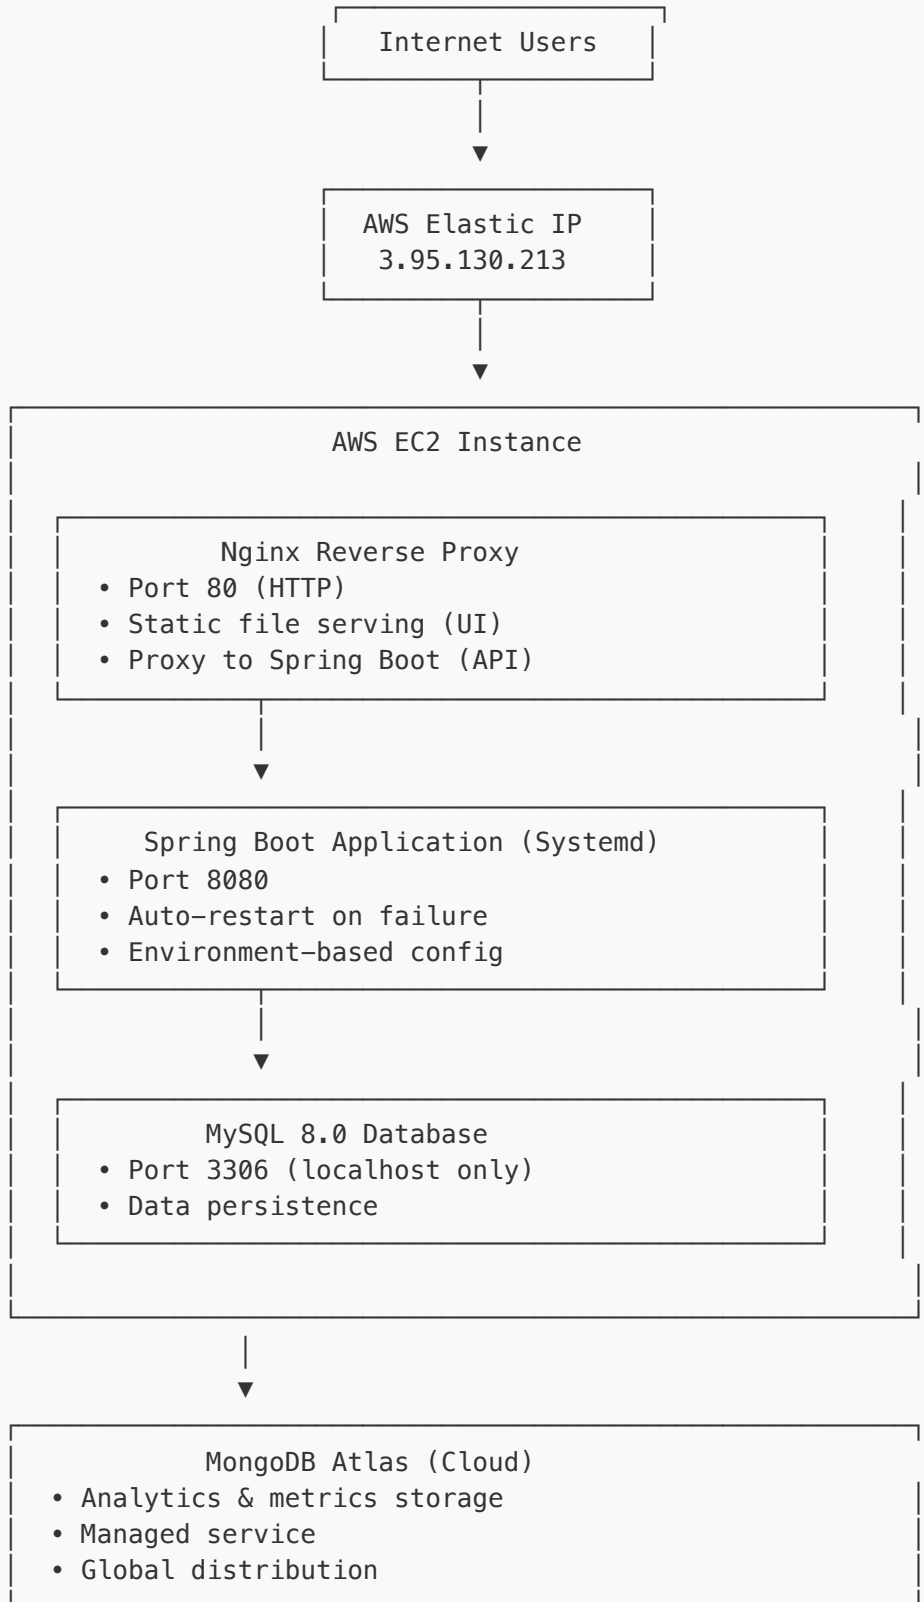 Internet Users
▼
AWS Elastic IP
3.95.130.213
▼
AWS EC2 Instance
Nginx Reverse Proxy
• Port 80 (HTTP)
• Static file serving (UI)
• Proxy to Spring Boot (API)
▼
Spring Boot Application (Systemd)
• Port 8080
• Auto-restart on failure
• Environment-based config
▼
MySQL 8.0 Database
• Port 3306 (localhost only)
• Data persistence
▼
MongoDB Atlas (Cloud)
• Analytics & metrics storage
• Managed service
• Global distribution